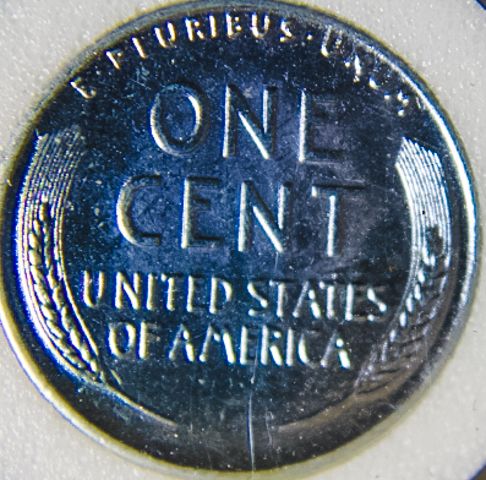 E·PLURIBUS·UNUM
ONE
CENT
UNITED STATES
OF AMERICA